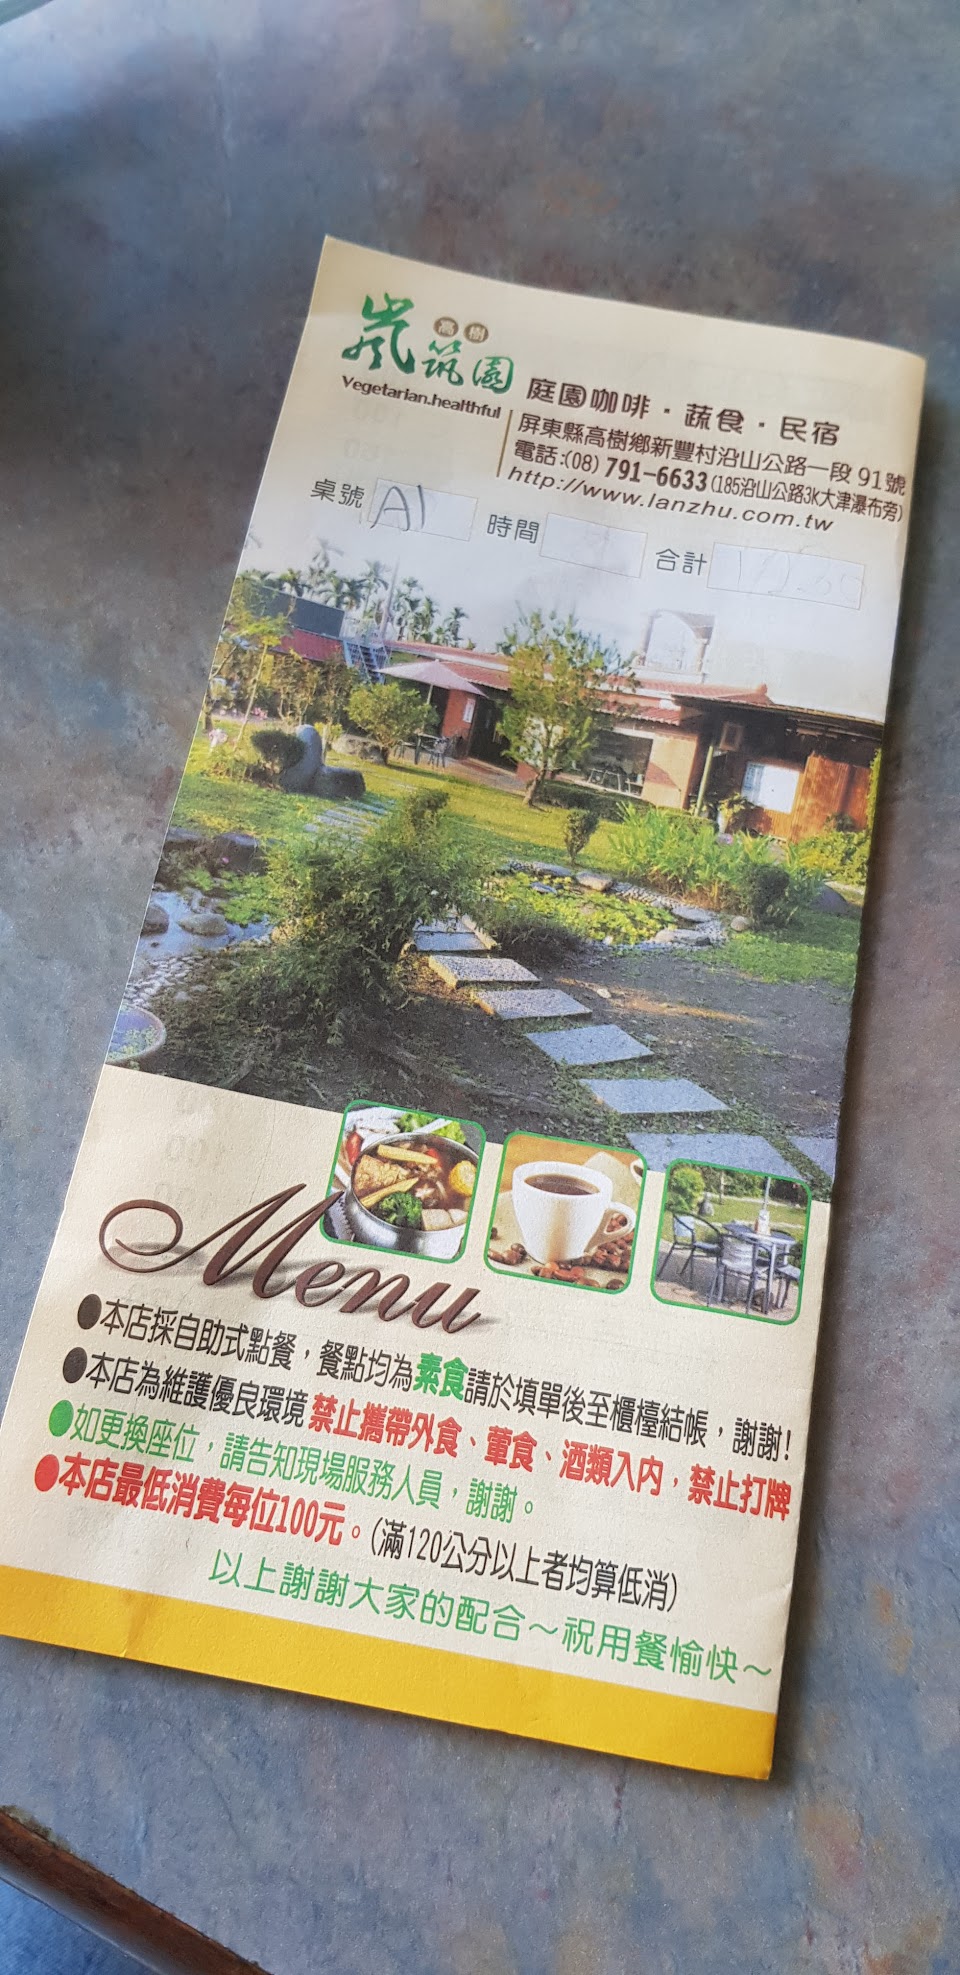 高樹
嵐筑園
Vegetarian.healthful
庭園咖啡·蔬食·民宿
屏東縣高樹鄉新豐村沿山公路一段91號
電話:(08)791-6633(185沿山公路3K大津瀑布旁)
http://www.lanzhu.com.tw
桌號 A1 時間 合計
Menu
●本店採自助式點餐，餐點均為素食請於填單後至櫃檯結帳，謝謝!
●本店為維護優良環境 禁止攜帶外食、葷食、酒類入內，禁止打牌
●如更換座位，請告知現場服務人員，謝謝。
●本店最低消費每位100元。(滿120公分以上者均算低消)
以上謝謝大家的配合～祝用餐愉快～